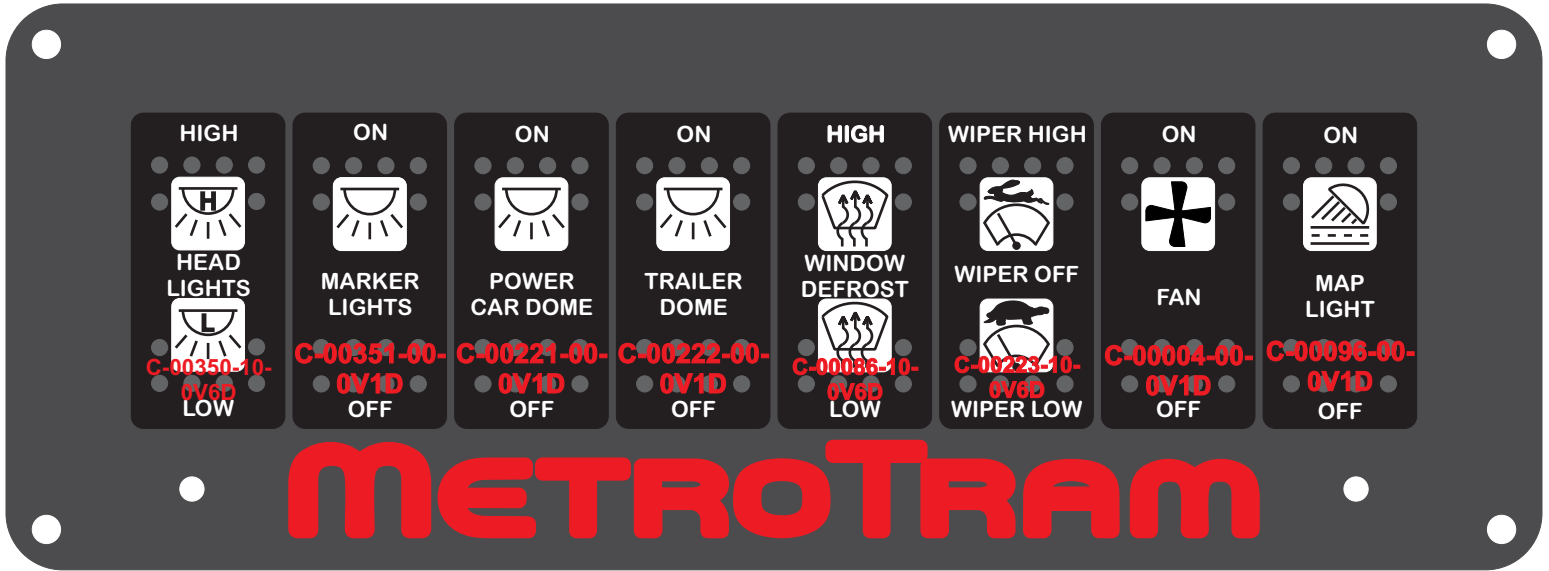 HIGH
H
HEAD
LIGHTS
L
C-00350-10-
0V6D
LOW
ON
MARKER
LIGHTS
C-00351-00-
0V1D
OFF
ON
POWER
CAR DOME
C-00221-00-
0V1D
OFF
ON
TRAILER
DOME
C-00222-00-
0V1D
OFF
HIGH
WINDOW
DEFROST
C-00086-10-
0V6D
LOW
WIPER HIGH
WIPER OFF
C-00223-10-
0V6D
WIPER LOW
ON
FAN
C-00004-00-
0V1D
OFF
ON
MAP
LIGHT
C-00096-00-
0V1D
OFF
METROTRAM